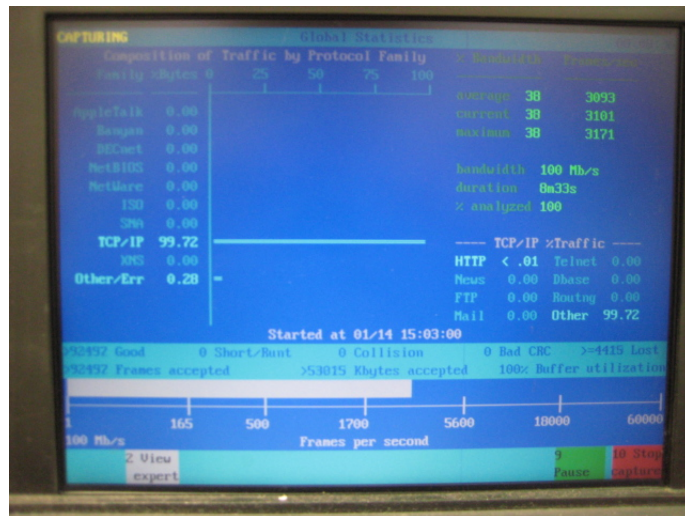 CAPTURING Global Statistics
Composition of Traffic by Protocol Family
% Bandwidth Frames/sec
Family %Bytes 0 25 50 75 100
average 38 3093
current 38 3101
maximum 38 3171
AppleTalk 0.00
Banyan 0.00
DECnet 0.00
NetBIOS 0.00
NetWare 0.00
ISO 0.00
SNA 0.00
TCP/IP 99.72
XNS 0.00
Other/Err 0.28
bandwidth 100 Mb/s
duration 8m33s
% analyzed 100
---- TCP/IP %Traffic ----
HTTP < .01 Telnet 0.00
News 0.00 Dbase 0.00
FTP 0.00 Routng 0.00
Mail 0.00 Other 99.72
Started at 01/14 15:03:00
>92457 Good 0 Short/Runt 0 Collision 0 Bad CRC >=4415 Lost
>92457 Frames accepted >53015 Kbytes accepted 100% Buffer utilization
1 165 500 1700 5600 18000 60000
100 Mb/s Frames per second
2 View expert
9 Pause
10 Stop capture